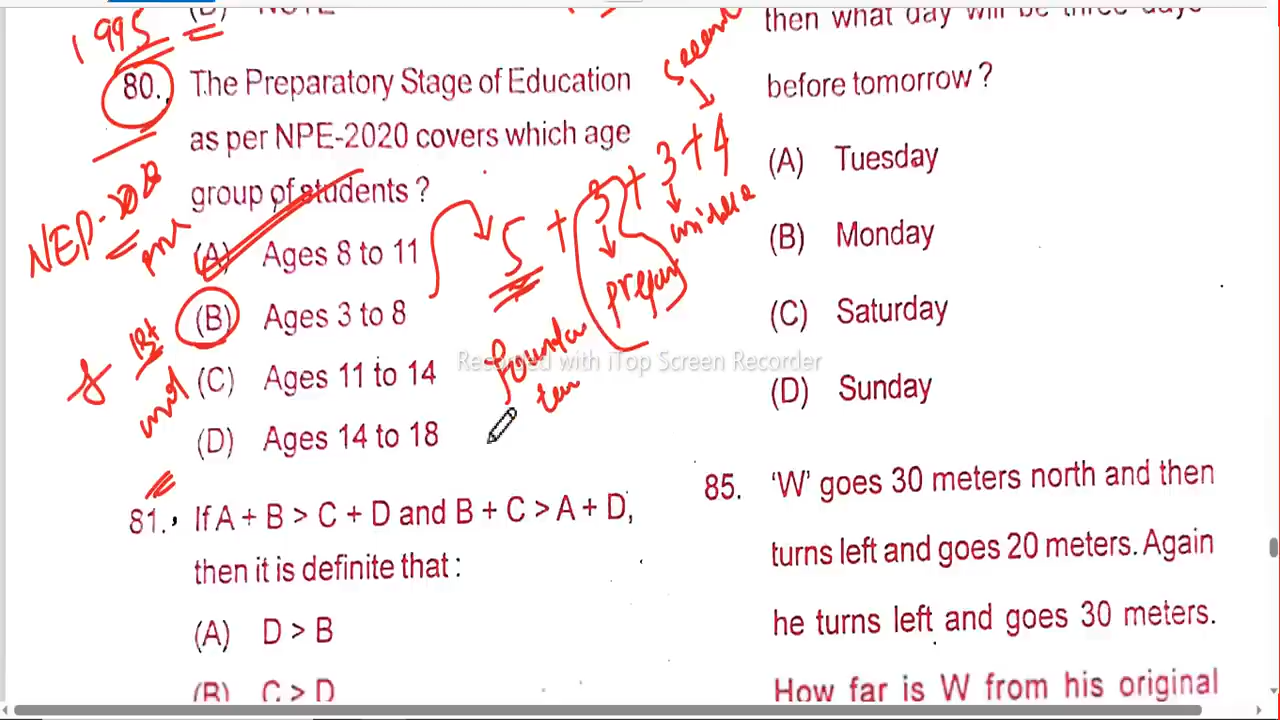 1995
(D) NOTE
80. The Preparatory Stage of Education
as per NPE-2020 covers which age
group of students ?
(A) Ages 8 to 11
(B) Ages 3 to 8
(C) Ages 11 to 14
(D) Ages 14 to 18
NEP-
5 + 3 + 3 + 4
Recorded with iTop Screen Recorder
81. If A + B > C + D and B + C > A + D,
then it is definite that :
(A) D > B
(B) C > D
then what day will be three days
before tomorrow ?
(A) Tuesday
(B) Monday
(C) Saturday
(D) Sunday
85. 'W' goes 30 meters north and then
turns left and goes 20 meters. Again
he turns left and goes 30 meters.
How far is W from his original